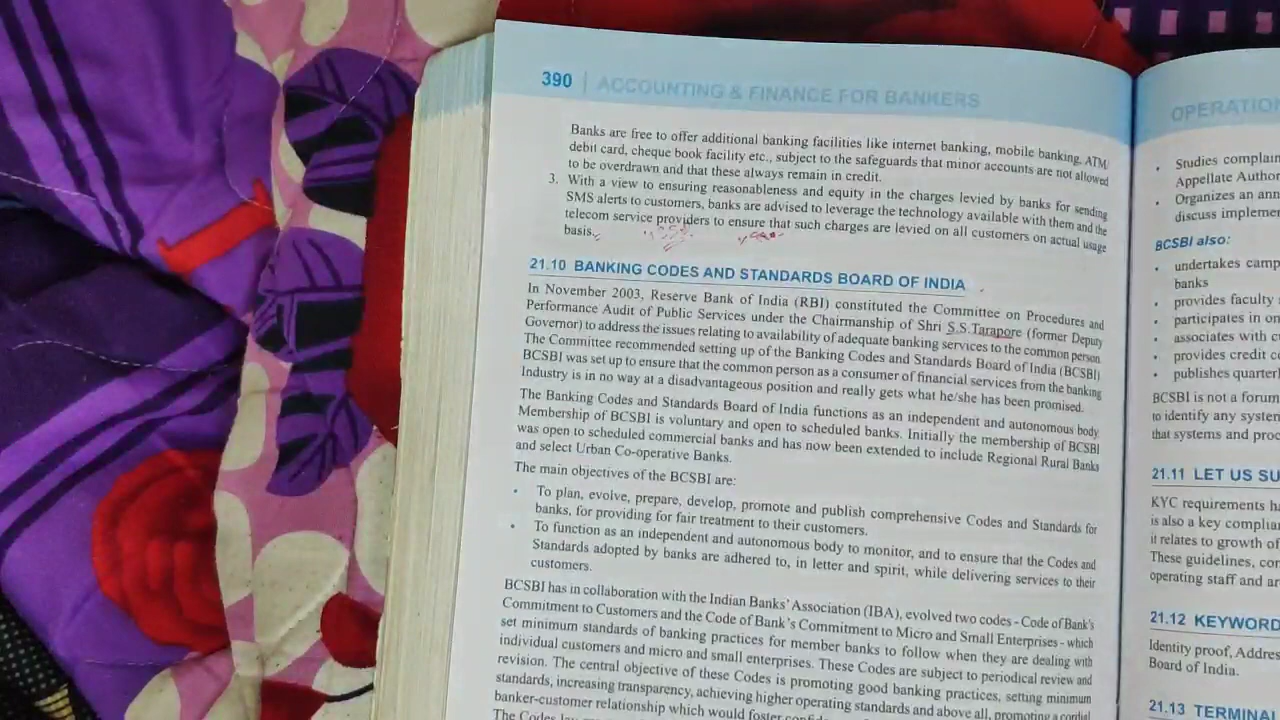 390 | ACCOUNTING & FINANCE FOR BANKERS
Banks are free to offer additional banking facilities like internet banking, mobile banking, ATM/
debit card, cheque book facility etc., subject to the safeguards that minor accounts are not allowed
to be overdrawn and that these always remain in credit.
3. With a view to ensuring reasonableness and equity in the charges levied by banks for sending
SMS alerts to customers, banks are advised to leverage the technology available with them and the
telecom service providers to ensure that such charges are levied on all customers on actual usage
basis.
21.10 BANKING CODES AND STANDARDS BOARD OF INDIA
In November 2003, Reserve Bank of India (RBI) constituted the Committee on Procedures and
Performance Audit of Public Services under the Chairmanship of Shri S.S.Tarapore (former Deputy
Governor) to address the issues relating to availability of adequate banking services to the common person.
The Committee recommended setting up of the Banking Codes and Standards Board of India (BCSBI)
BCSBI was set up to ensure that the common person as a consumer of financial services from the banking
Industry is in no way at a disadvantageous position and really gets what he/she has been promised.
The Banking Codes and Standards Board of India functions as an independent and autonomous body.
Membership of BCSBI is voluntary and open to scheduled banks. Initially the membership of BCSBI
was open to scheduled commercial banks and has now been extended to include Regional Rural Banks
and select Urban Co-operative Banks.
The main objectives of the BCSBI are:
• To plan, evolve, prepare, develop, promote and publish comprehensive Codes and Standards for
banks, for providing for fair treatment to their customers.
• To function as an independent and autonomous body to monitor, and to ensure that the Codes and
Standards adopted by banks are adhered to, in letter and spirit, while delivering services to their
customers.
BCSBI has in collaboration with the Indian Banks' Association (IBA), evolved two codes - Code of Bank's
Commitment to Customers and the Code of Bank's Commitment to Micro and Small Enterprises - which
set minimum standards of banking practices for member banks to follow when they are dealing with
individual customers and micro and small enterprises. These Codes are subject to periodical review and
revision. The central objective of these Codes is promoting good banking practices, setting minimum
standards, increasing transparency, achieving higher operating standards and above all, promoting a cordial
banker-customer relationship which would foster
The Codes
OPERATIO
• Studies complain
Appellate Author
• Organizes an ann
discuss impleme
BCSBI also:
• undertakes camp
banks
• provides faculty
• participates in on
• associates with c
• provides credit c
• publishes quarterl
BCSBI is not a forum
to identify any system
that systems and proc
21.11 LET US SU
KYC requirements h
is also a key complia
it relates to growth of
These guidelines, con
operating staff and a
21.12 KEYWORD
Identity proof, Addres
Board of India.
21.13 TERMINAL